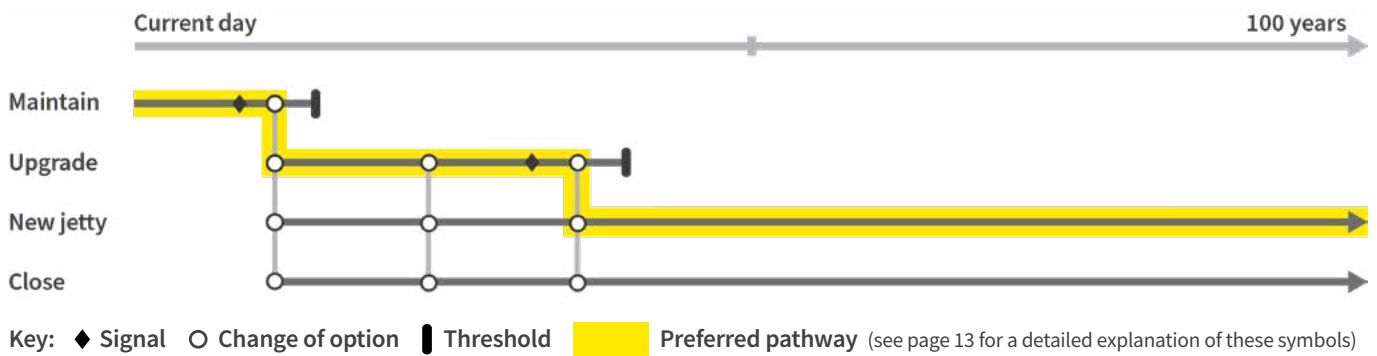 Current day 100 years
Maintain
Upgrade
New jetty
Close
Key: Signal Change of option Threshold Preferred pathway (see page 13 for a detailed explanation of these symbols)